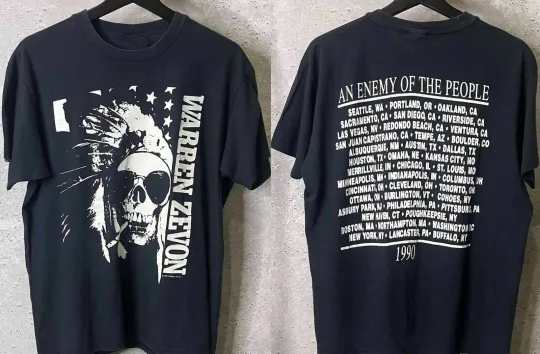 WARREN ZEVON
AN ENEMY OF THE PEOPLE
SEATTLE, WA • PORTLAND, OR • OAKLAND, CA
SACRAMENTO, CA • SAN DIEGO, CA • RIVERSIDE, CA
LAS VEGAS, NV • REDONDO BEACH, CA • VENTURA, CA
SAN JUAN CAPISTRANO, CA • TEMPE, AZ • BOULDER, CO
ALBUQUERQUE, NM • AUSTIN, TX • DALLAS, TX
HOUSTON, TX • OMAHA, NE • KANSAS CITY, MO
MERRILLVILLE, IN • CHICAGO, IL • ST. LOUIS, MO
MINNEAPOLIS, MN • INDIANAPOLIS, IN • COLUMBUS, OH
CINCINNATI, OH • CLEVELAND, OH • TORONTO, ON
OTTAWA, ON • BURLINGTON, VT • COHOES, NY
ASBURY PARK, NJ • PHILADELPHIA, PA • PITTSBURG, PA
NEW HAVEN, CT • POUGHKEEPSIE, NY
BOSTON, MA • NORTHAMPTON, MA • WASHINGTON, DC
NEW YORK, NY • LANCASTER, PA • BUFFALO, NY
1990